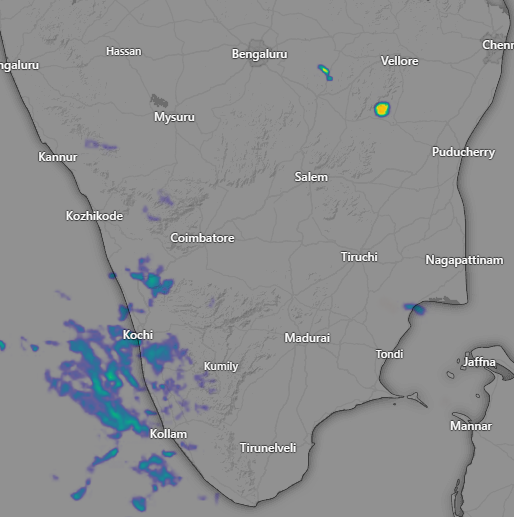 Hassan
Bengaluru
Chenn
ngaluru
Vellore
Mysuru
Kannur
Puducherry
Salem
Kozhikode
Coimbatore
Tiruchi
Nagapattinam
Kochi
Madurai
Tondi
Kumily
Jaffna
Mannar
Kollam
Tirunelveli